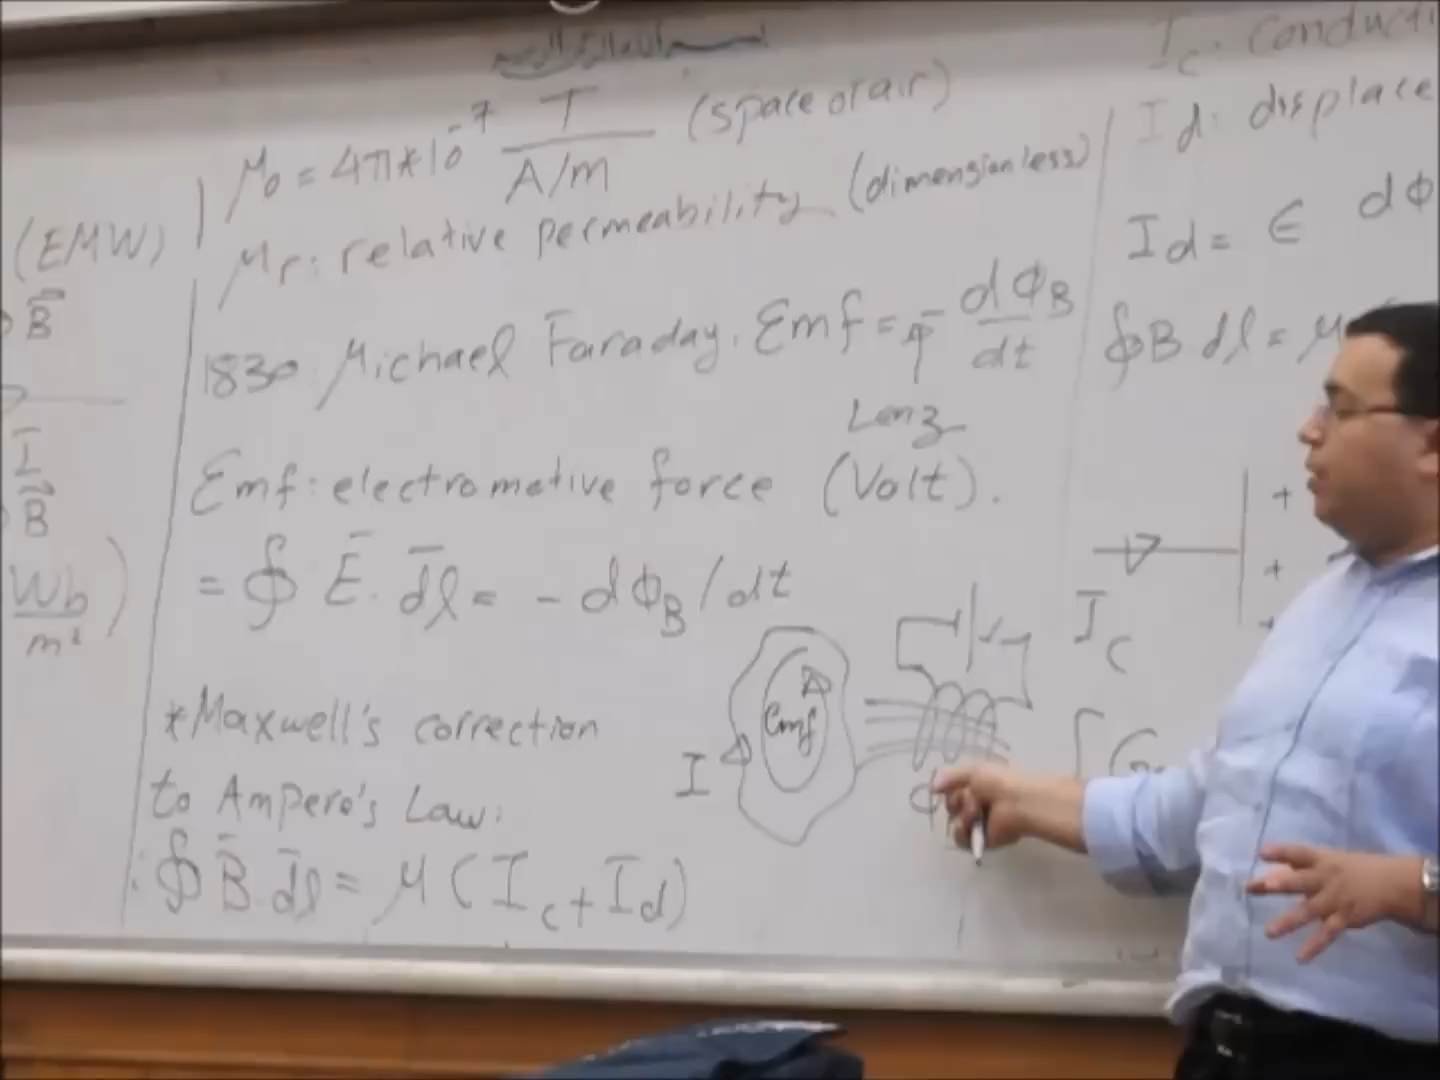 (EMW)
B
I
B
Wb
m²
μ₀ = 4π*10⁻⁷ T / A/m (space or air)
μr: relative permeability (dimensionless)
1830 Michael Faraday. Emf = - dΦB / dt
Lenz
Emf: electromotive force (Volt).
= ∮ E. dl = - dΦB/dt
*Maxwell's correction
to Ampere's Law:
∮ B. dl = μ (Ic + Id)
I
Emf
Φ
Ic:
Id:
Id = ∈ dΦ
∮ B. dl = μ
+
+
Ic